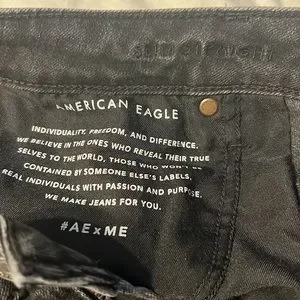 AMERICAN EAGLE
INDIVIDUALITY, FREEDOM, AND DIFFERENCE.
WE BELIEVE IN THE ONES WHO REVEAL THEIR TRUE
SELVES TO THE WORLD, THOSE WHO WON'T BE
CONTAINED BY SOMEONE ELSE'S LABELS,
REAL INDIVIDUALS WITH PASSION AND PURPOSE.
WE MAKE JEANS FOR YOU.
#AExME